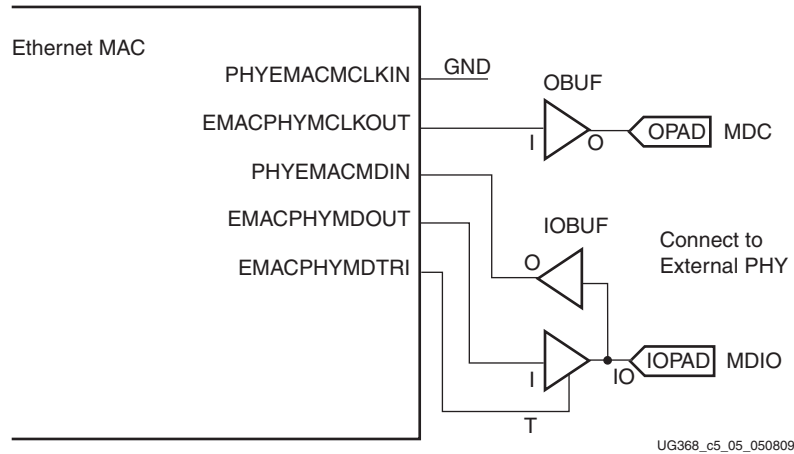 Ethernet MAC
PHYEMACMCLKIN
GND
EMACPHYMCLKOUT
OBUF
I
O
OPAD
MDC
PHYEMACMDIN
EMACPHYMDOUT
IOBUF
O
Connect to
External PHY
EMACPHYMDTRI
I
IO
IOPAD
MDIO
T
UG368_c5_05_050809